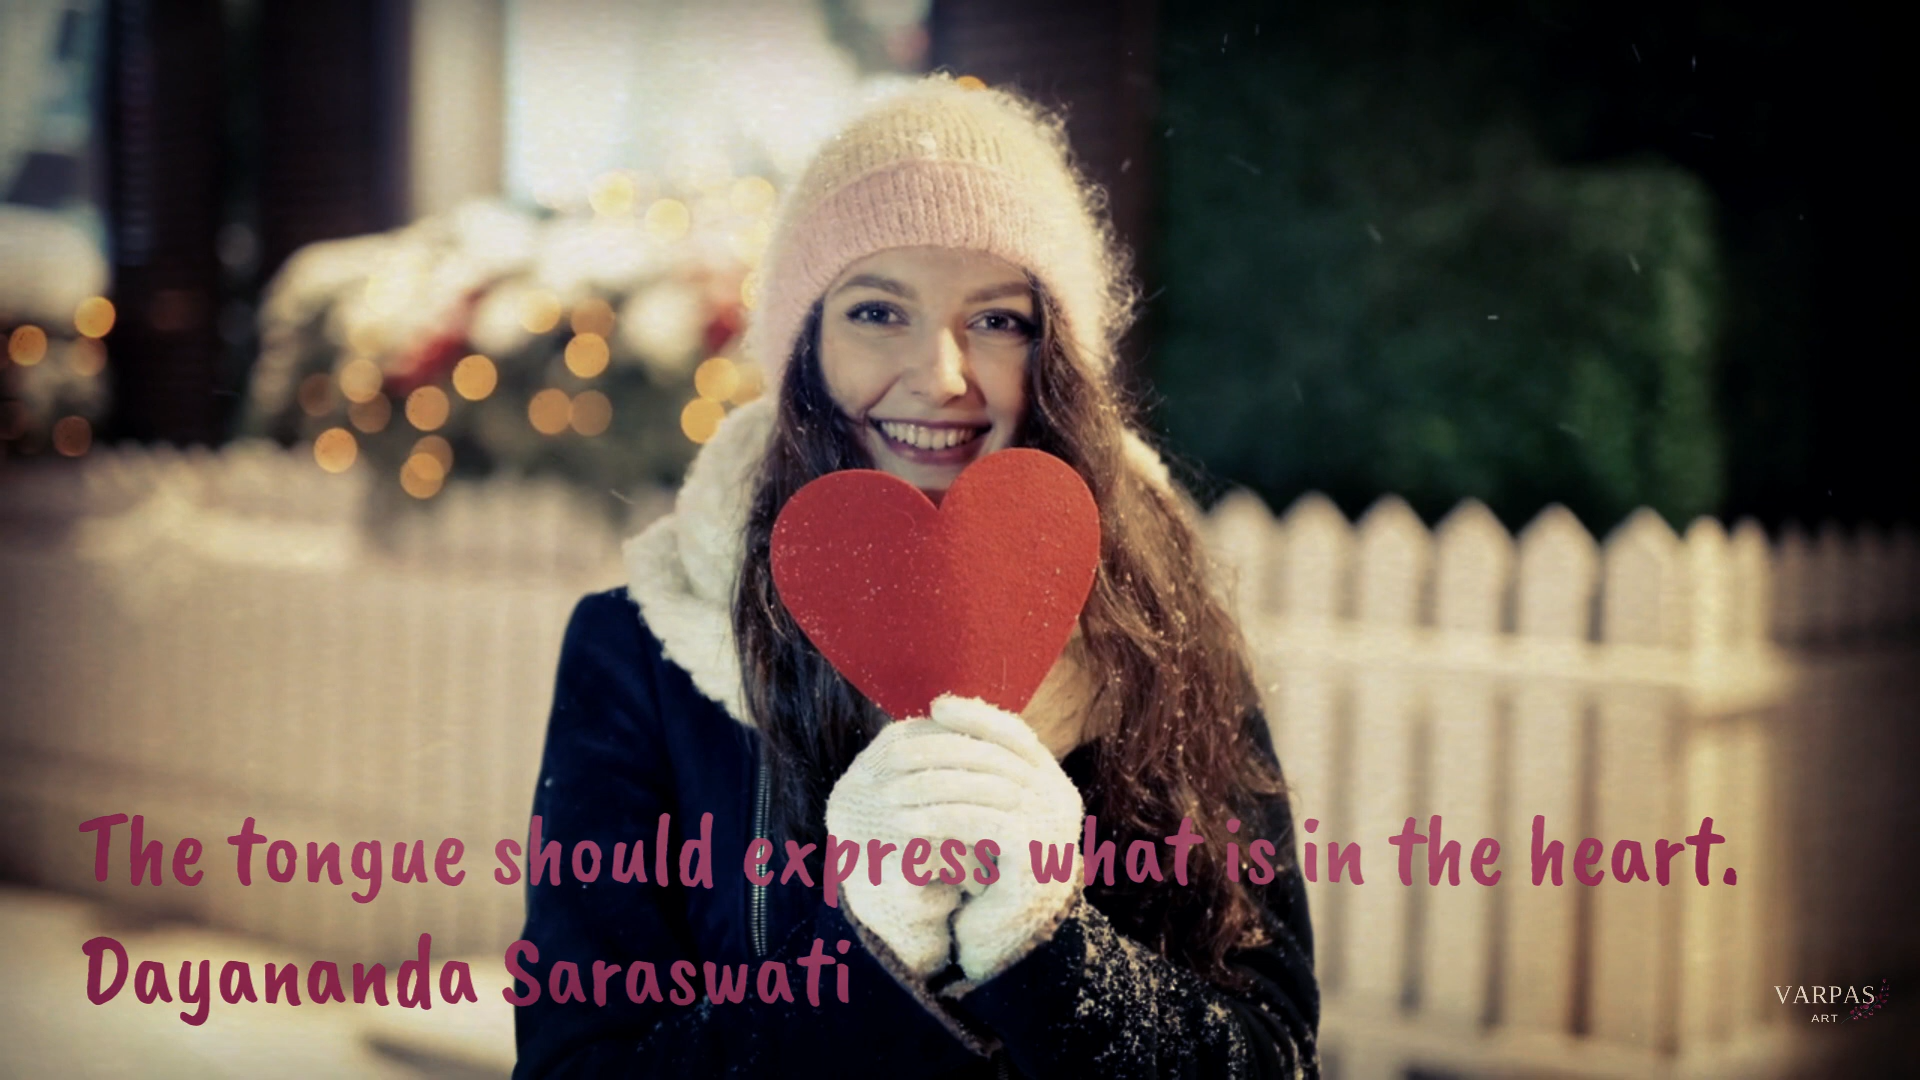 The tongue should express what is in the heart.
Dayananda Saraswati
VARPAS
ART